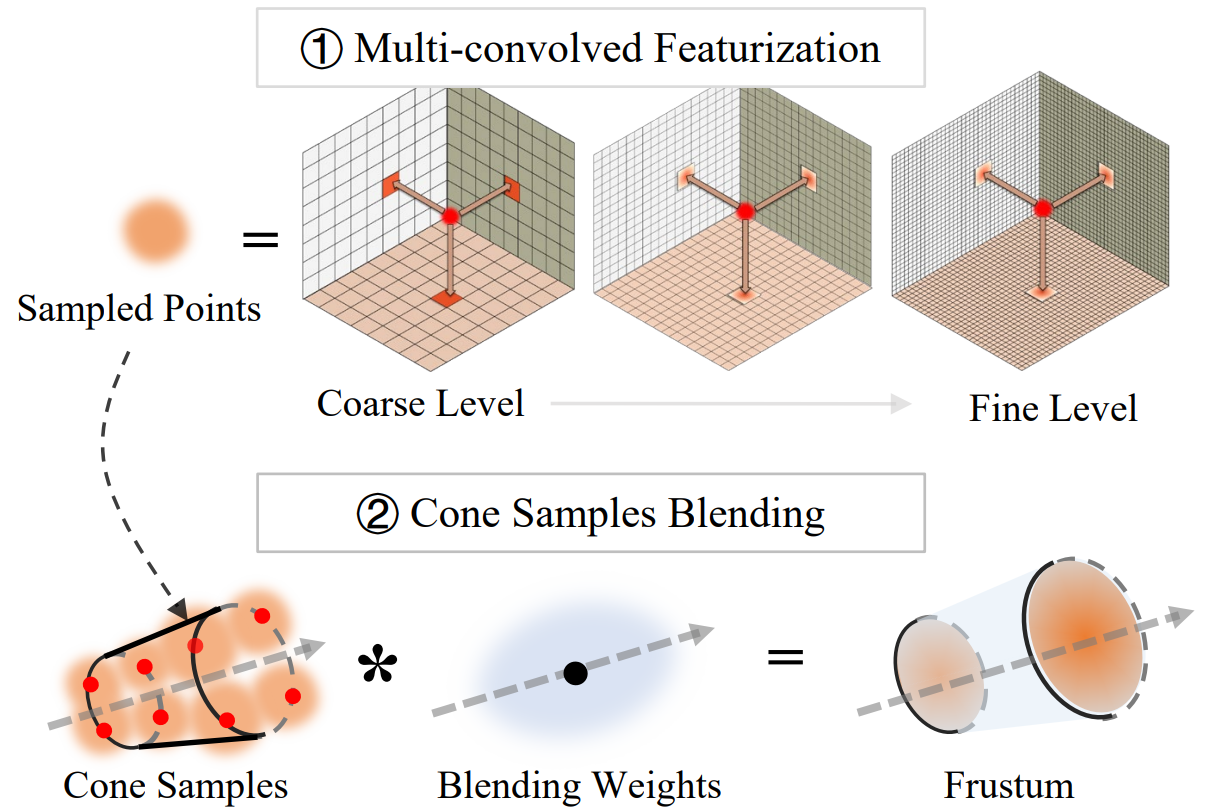 ① Multi-convolved Featurization
=
Sampled Points
Coarse Level
Fine Level
② Cone Samples Blending
* =
Cone Samples
Blending Weights
Frustum